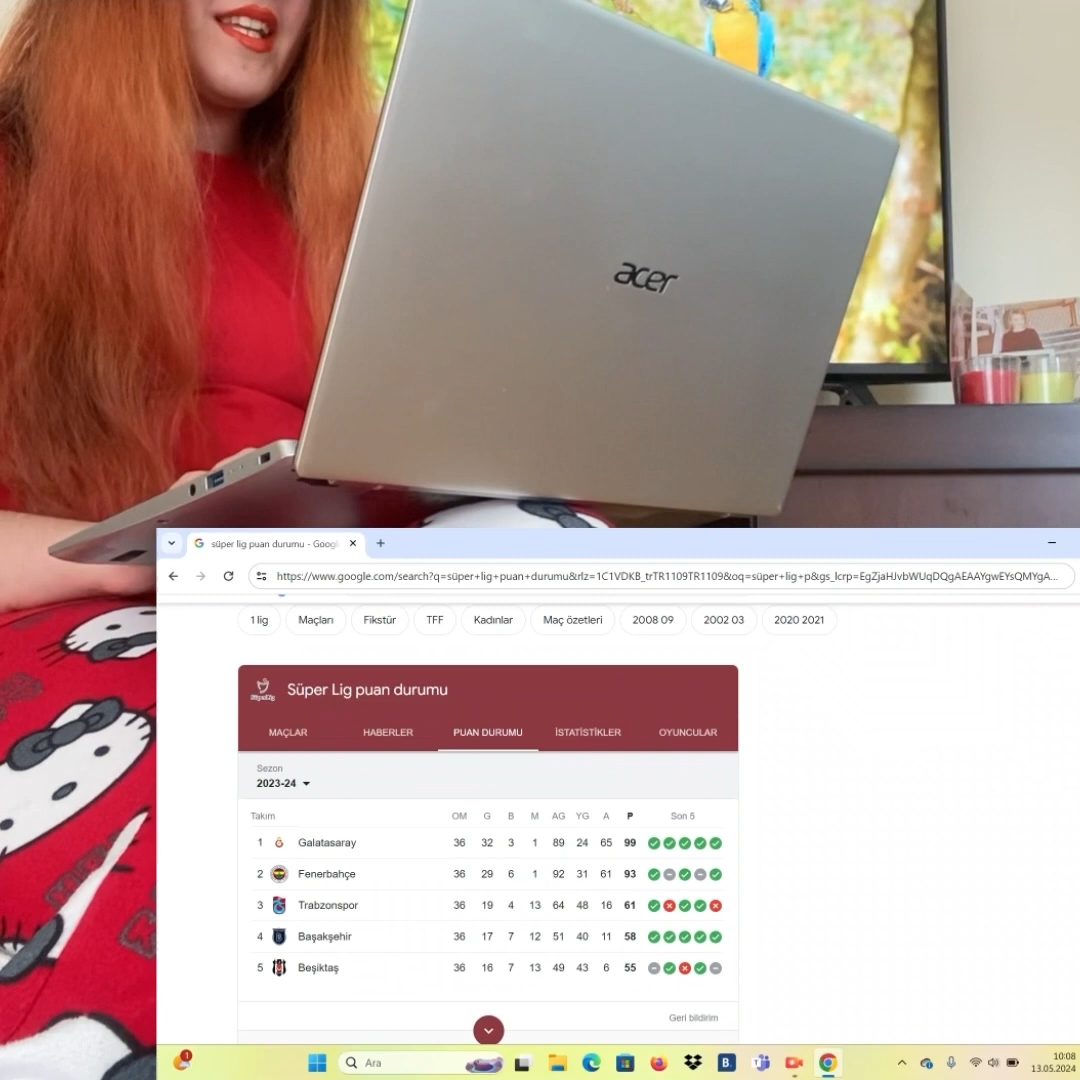 acer
süper lig puan durumu - Goog
https://www.google.com/search?q=süper+lig+puan+durumu&rlz=1C1VDKB_trTR1109TR1109&oq=süper+lig+p&gs_lcrp=EgZjaHJvbWUqDQgAEAAYgwEYsQMYgA...
1 lig Maçları Fikstür TFF Kadınlar Maç özetleri 2008 09 2002 03 2020 2021
SüperLig
Süper Lig puan durumu
MAÇLAR HABERLER PUAN DURUMU İSTATİSTİKLER OYUNCULAR
Sezon
2023-24
Takım OM G B M AG YG A P Son 5
1 Galatasaray 36 32 3 1 89 24 65 99
2 Fenerbahçe 36 29 6 1 92 31 61 93
3 Trabzonspor 36 19 4 13 64 48 16 61
4 Başakşehir 36 17 7 12 51 40 11 58
5 Beşiktaş 36 16 7 13 49 43 6 55
Geri bildirim
1 Ara B. 10:08
13.05.2024